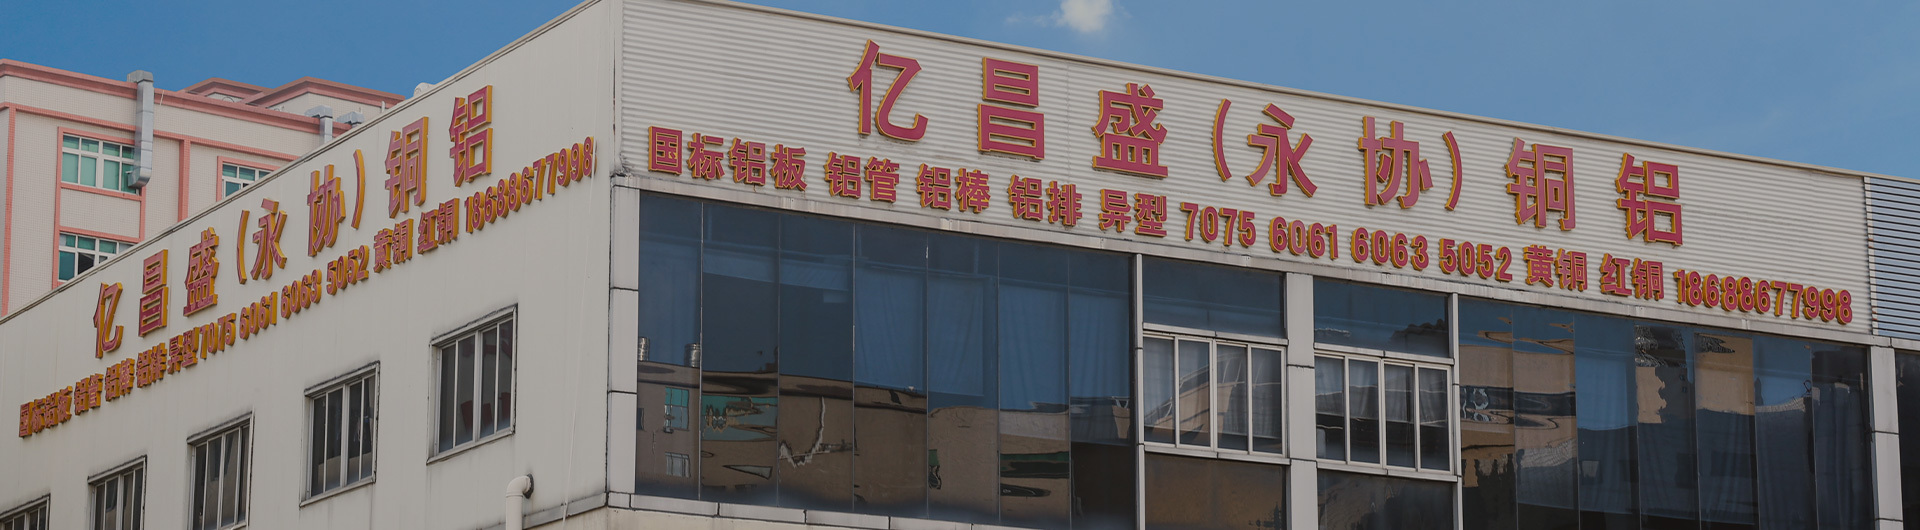 亿昌盛(永协)铜铝
国标铝板 铝管 铝棒 铝排 异型 7075 6061 6063 5052 黄铜 红铜 18688677998
亿昌盛(永协)铜铝
国标铝板 铝管 铝棒 铝排 异型 7075 6061 6063 5052 黄铜 红铜 18688677998